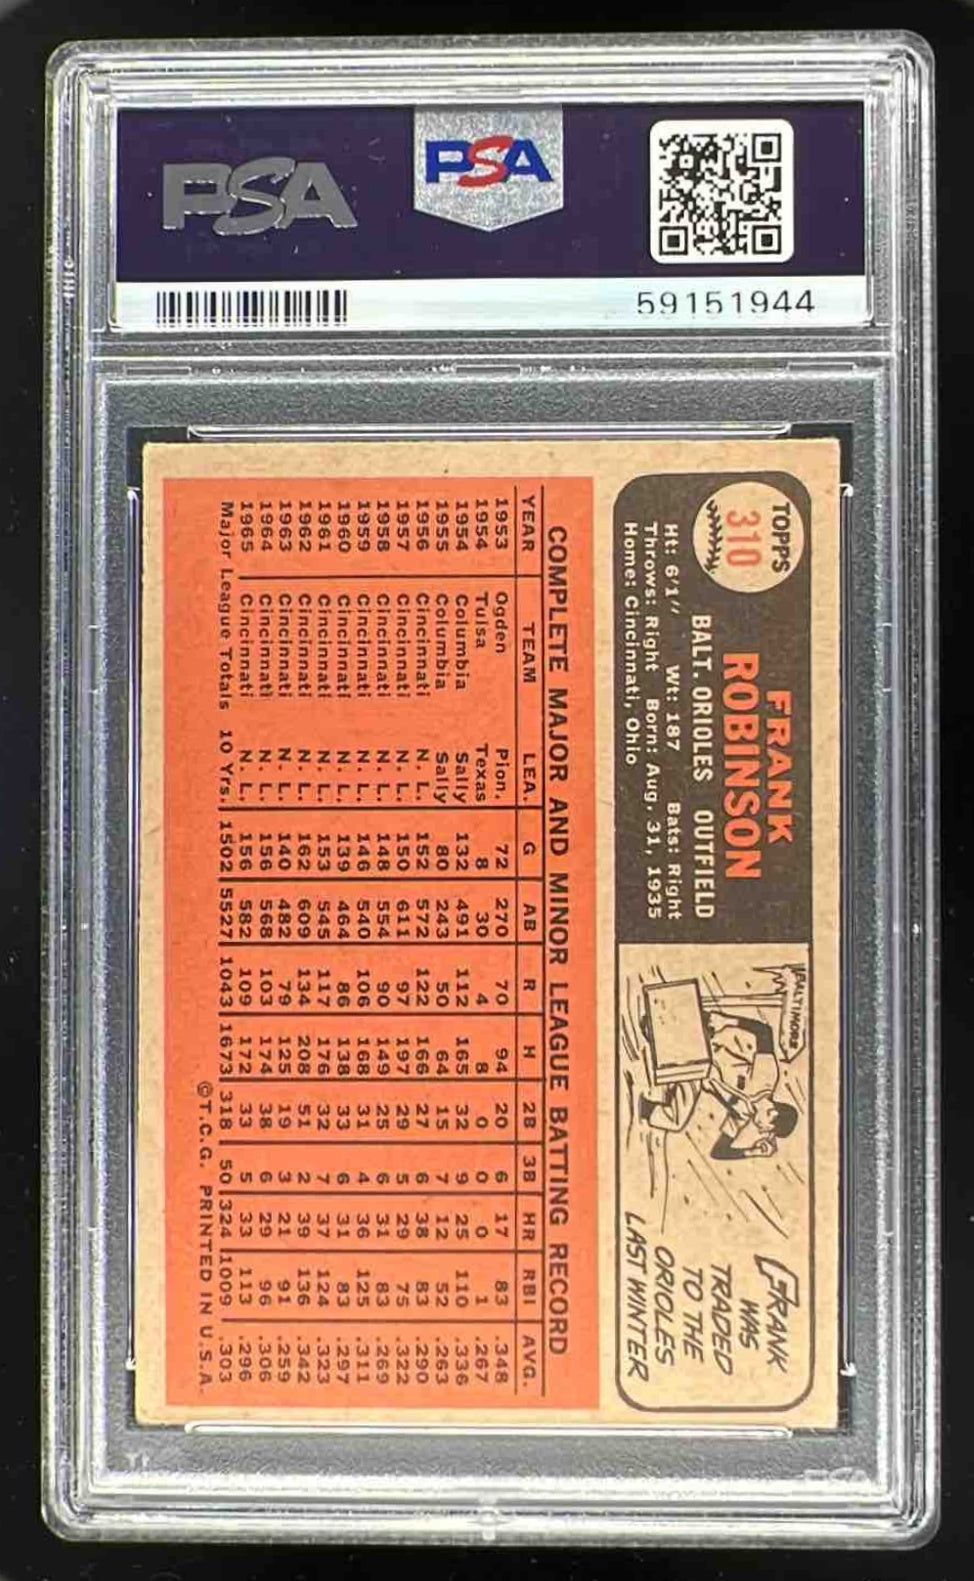 PSA
PSA
59151944
TOPPS
310
FRANK
ROBINSON
BALT. ORIOLES OUTFIELD
Ht: 6'1" Wt: 187 Bats: Right
Throws: Right Born: Aug. 31, 1935
Home: Cincinnati, Ohio
BALTIMORE
FRANK
WAS
TRADED
TO THE
ORIOLES
LAST WINTER
COMPLETE MAJOR AND MINOR LEAGUE BATTING RECORD
YEAR TEAM LEA. G AB R H 2B 3B HR RBI AVG.
1953 Ogden Pion. 72 270 70 94 20 6 17 83 .348
1954 Tulsa Texas 8 30 4 8 0 0 0 1 .267
1954 Columbia Sally 132 491 112 165 32 9 25 110 .336
1955 Columbia Sally 80 243 50 64 15 7 12 52 .263
1956 Cincinnati N. L. 152 572 122 166 27 6 38 83 .290
1957 Cincinnati N. L. 150 611 97 197 29 5 29 75 .322
1958 Cincinnati N. L. 148 554 90 149 25 6 31 83 .269
1959 Cincinnati N. L. 146 540 106 168 31 4 36 125 .311
1960 Cincinnati N. L. 139 464 86 138 33 6 31 83 .297
1961 Cincinnati N. L. 153 545 117 176 32 7 37 124 .323
1962 Cincinnati N. L. 162 609 134 208 51 2 39 136 .342
1963 Cincinnati N. L. 140 482 79 125 19 3 21 91 .259
1964 Cincinnati N. L. 156 568 103 174 38 6 29 96 .306
1965 Cincinnati N. L. 156 582 109 172 33 5 33 113 .296
Major League Totals 10 Yrs. 1502 5527 1043 1673 318 50 324 1009 .303
©T.C.G. PRINTED IN U.S.A.
PSA